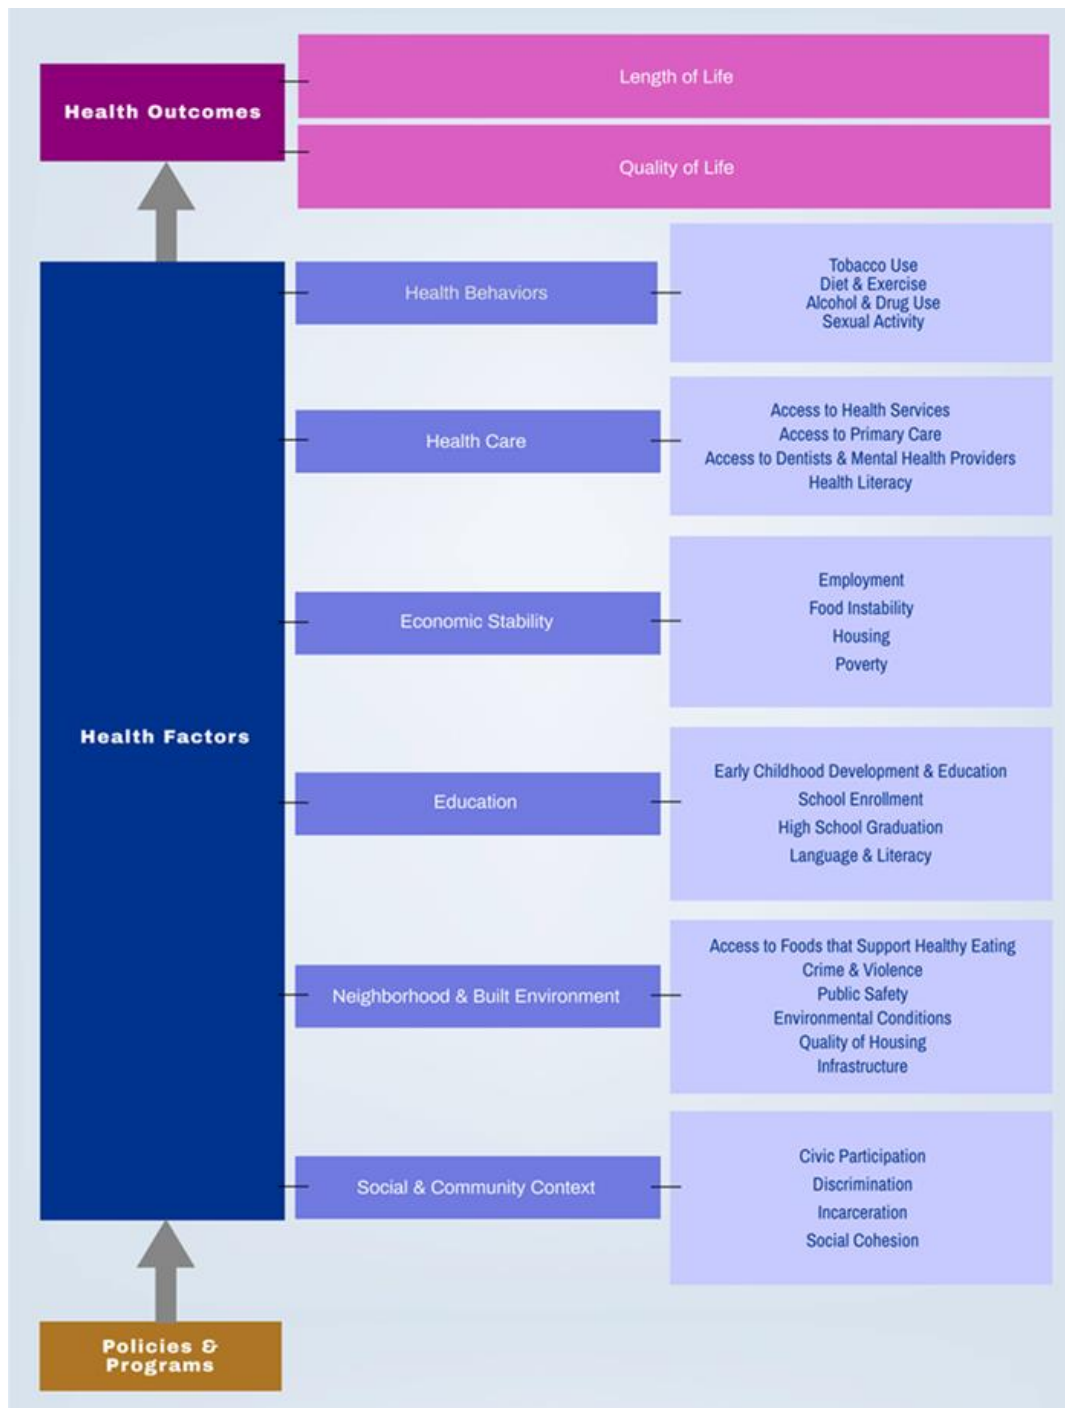 Health Outcomes
Length of Life
Quality of Life
Health Factors
Health Behaviors
Tobacco Use
Diet & Exercise
Alcohol & Drug Use
Sexual Activity
Health Care
Access to Health Services
Access to Primary Care
Access to Dentists & Mental Health Providers
Health Literacy
Economic Stability
Employment
Food Instability
Housing
Poverty
Education
Early Childhood Development & Education
School Enrollment
High School Graduation
Language & Literacy
Neighborhood & Built Environment
Access to Foods that Support Healthy Eating
Crime & Violence
Public Safety
Environmental Conditions
Quality of Housing
Infrastructure
Social & Community Context
Civic Participation
Discrimination
Incarceration
Social Cohesion
Policies &
Programs